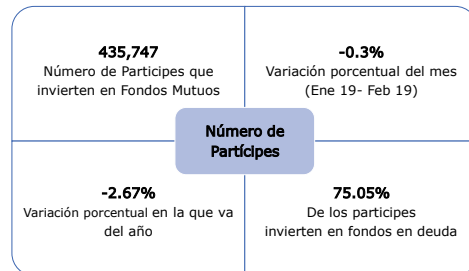 435,747
Número de Participes que
invierten en Fondos Mutuos
-0.3%
Variación porcentual del mes
(Ene 19- Feb 19)
Número de
Partícipes
-2.67%
Variación porcentual en la que va
del año
75.05%
De los participes
invierten en fondos en deuda